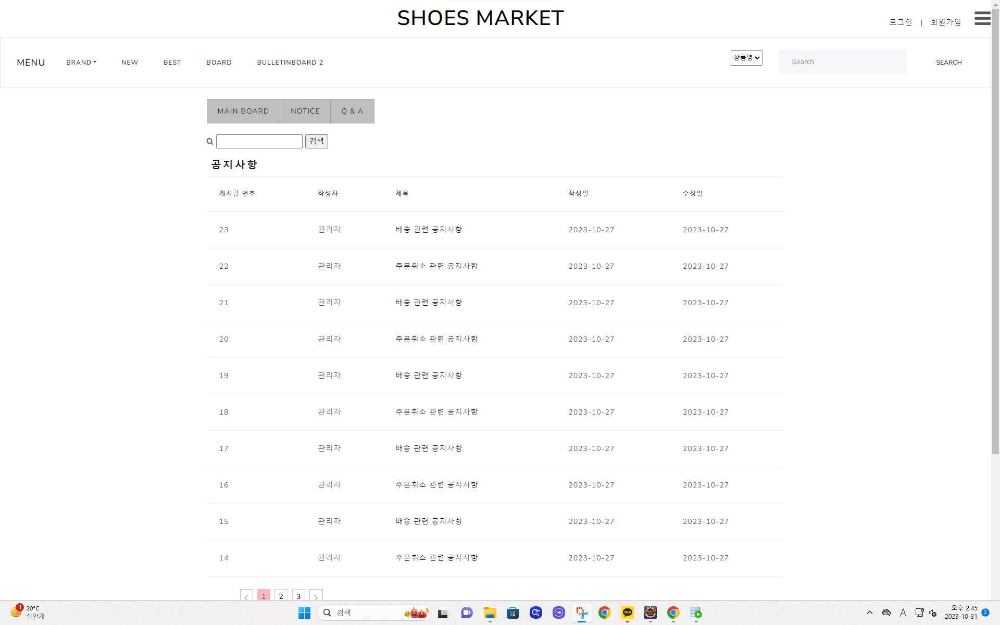 SHOES MARKET
로그인 | 회원가입
MENU BRAND NEW BEST BOARD BULLETINBOARD 2 상품명 Search SEARCH
MAIN BOARD NOTICE Q & A
검색
공지사항
게시글 번호 작성자 제목 작성일 수정일
23 관리자 배송 관련 공지사항 2023-10-27 2023-10-27
22 관리자 주문취소 관련 공지사항 2023-10-27 2023-10-27
21 관리자 배송 관련 공지사항 2023-10-27 2023-10-27
20 관리자 주문취소 관련 공지사항 2023-10-27 2023-10-27
19 관리자 배송 관련 공지사항 2023-10-27 2023-10-27
18 관리자 주문취소 관련 공지사항 2023-10-27 2023-10-27
17 관리자 배송 관련 공지사항 2023-10-27 2023-10-27
16 관리자 주문취소 관련 공지사항 2023-10-27 2023-10-27
15 관리자 배송 관련 공지사항 2023-10-27 2023-10-27
14 관리자 주문취소 관련 공지사항 2023-10-27 2023-10-27
1 2 3
1 20°C
실안개
검색
TALK
A
오후 2:45
2023-10-31
2